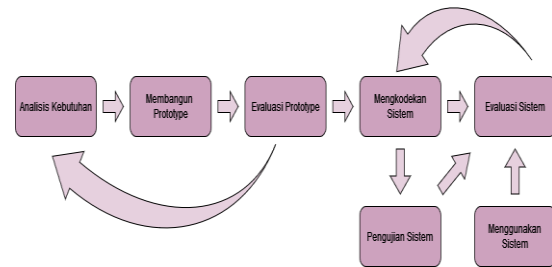 Analisis Kebutuhan
Membangun
Prototype
Evaluasi Prototype
Mengkodekan
Sistem
Evaluasi Sistem
Pengujian Sistem
Menggunakan
Sistem